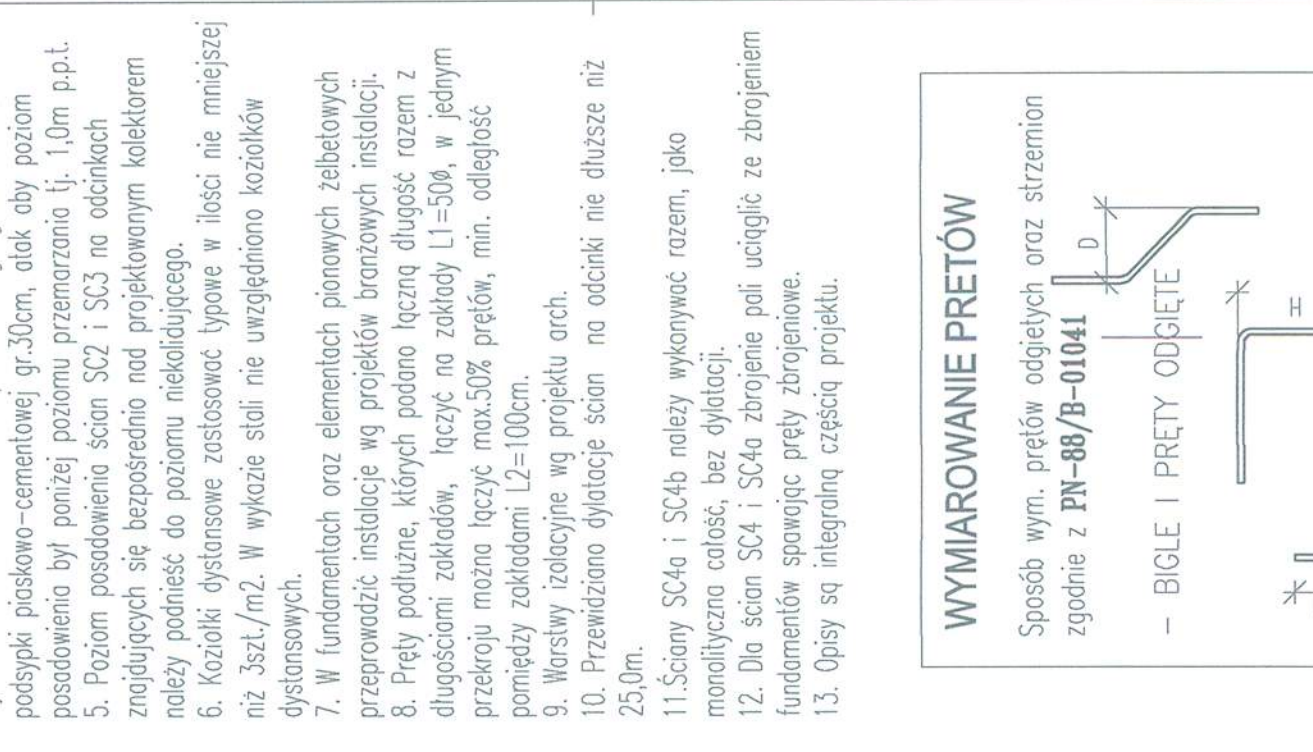 podsypki piaskowo-cementowej gr.30cm, atak aby poziom
posadowienia był poniżej poziomu przemarzania tj. 1,0m p.p.t.
5. Poziom posadowienia ścian SC2 i SC3 na odcinkach
znajdujących się bezpośrednio nad projektowanym kolektorem
należy podnieść do poziomu niekolidującego.
6. Koziołki dystansowe zastosować typowe w ilości nie mniejszej
niż 3szt./m2. W wykazie stali nie uwzględniono koziołków
dystansowych.
7. W fundamentach oraz elementach pionowych żelbetowych
przeprowadzić instalacje wg projektów branżowych instalacji.
8. Pręty podłużne, których podano łączną długość razem z
długościami zakładów, łączyć na zakłady L1=50ø, w jednym
przekroju można łączyć max.50% prętów, min. odległość
pomiędzy zakładami L2=100cm.
9. Warstwy izolacyjne wg projektu arch.
10. Przewidziano dylatacje ścian na odcinki nie dłuższe niż
25,0m.
11.Ściany SC4a i SC4b należy wykonywać razem, jako
monolityczna całość, bez dylatacji.
12. Dla ścian SC4 i SC4a zbrojenie pali uciąglić ze zbrojeniem
fundamentów spawając pręty zbrojeniowe.
13. Opisy są integralną częścią projektu.
WYMIAROWANIE PRETÓW
Sposób wym. prętów odgietych oraz strzemion
zgodnie z PN-88/B-01041
- BIGLE I PRĘTY ODGIĘTE
D
H